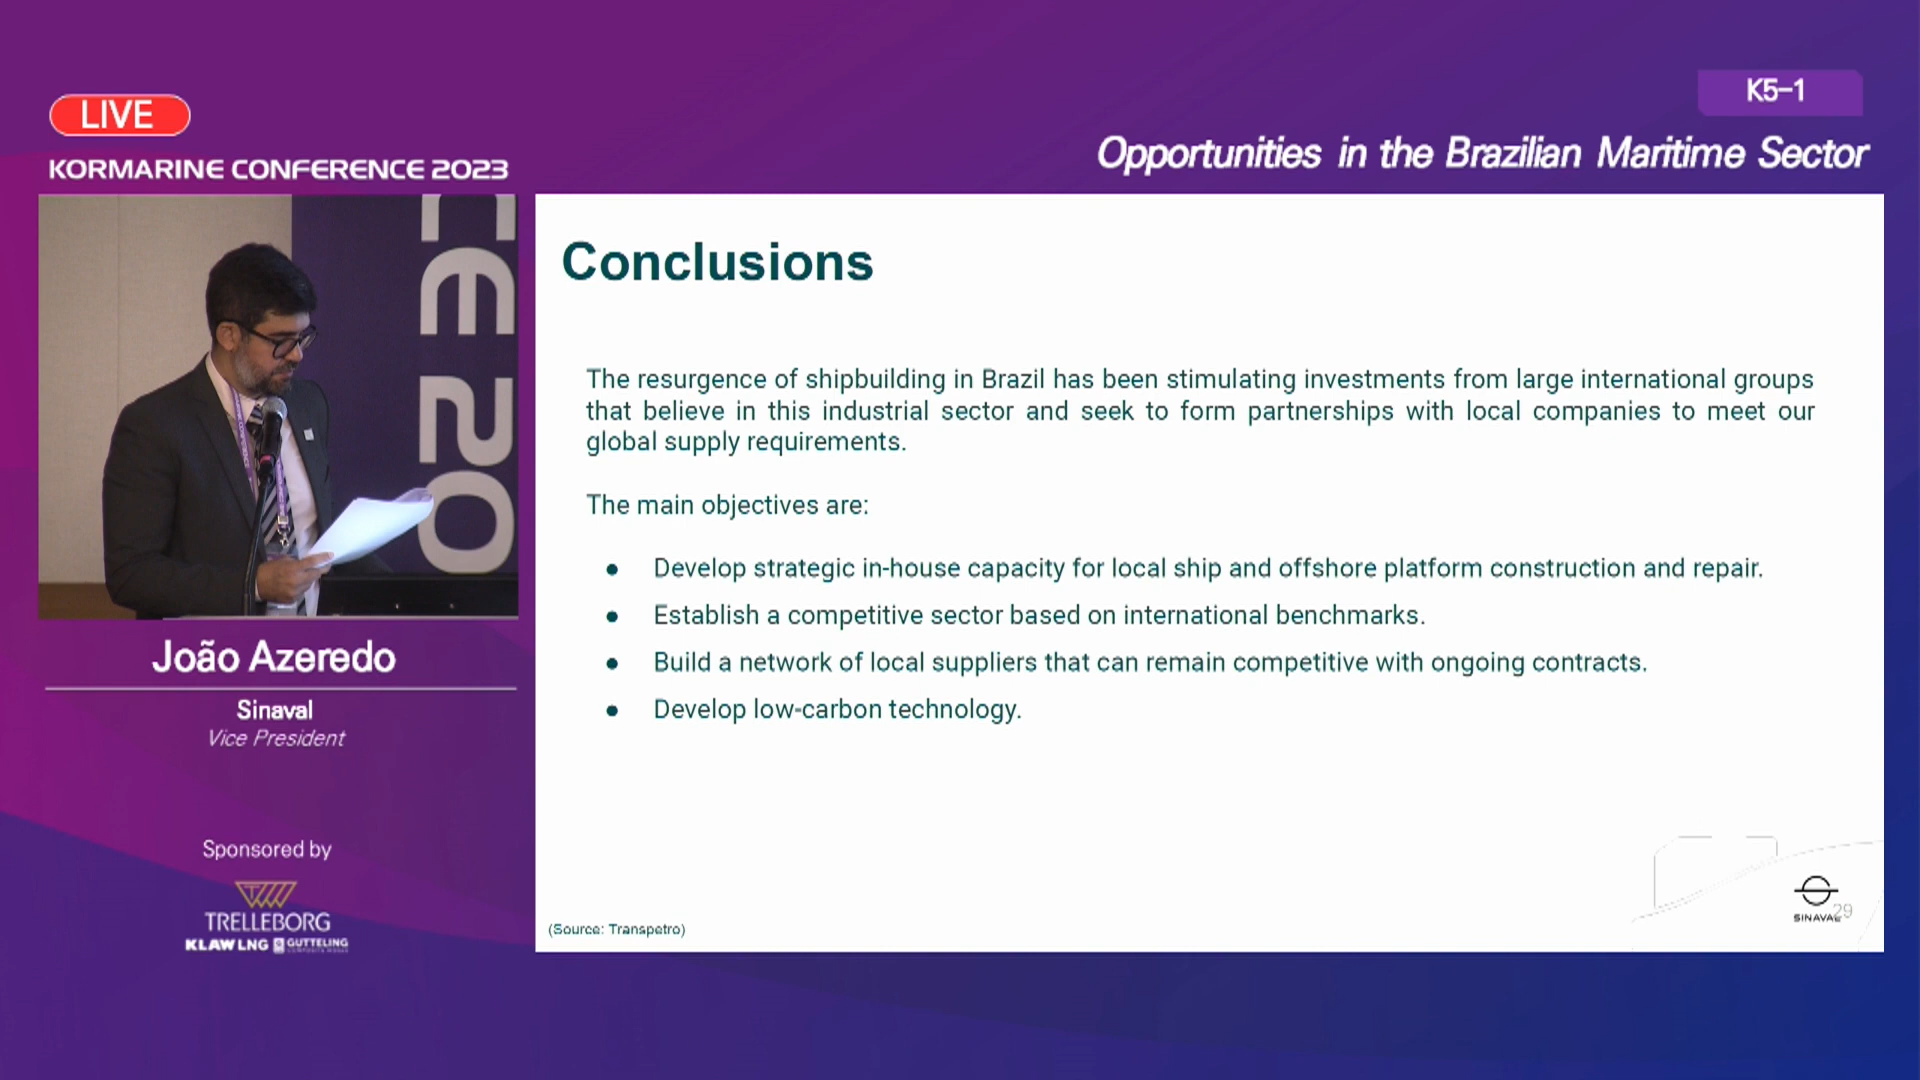 LIVE
KORMARINE CONFERENCE 2023
K5-1
Opportunities in the Brazilian Maritime Sector
CE 20
João Azeredo
Sinaval
Vice President
Sponsored by
TRELLEBORG
KLAW LNG GUTTELING
Conclusions
The resurgence of shipbuilding in Brazil has been stimulating investments from large international groups
that believe in this industrial sector and seek to form partnerships with local companies to meet our
global supply requirements.
The main objectives are:
● Develop strategic in-house capacity for local ship and offshore platform construction and repair.
● Establish a competitive sector based on international benchmarks.
● Build a network of local suppliers that can remain competitive with ongoing contracts.
● Develop low-carbon technology.
(Source: Transpetro)
SINAVAL
29